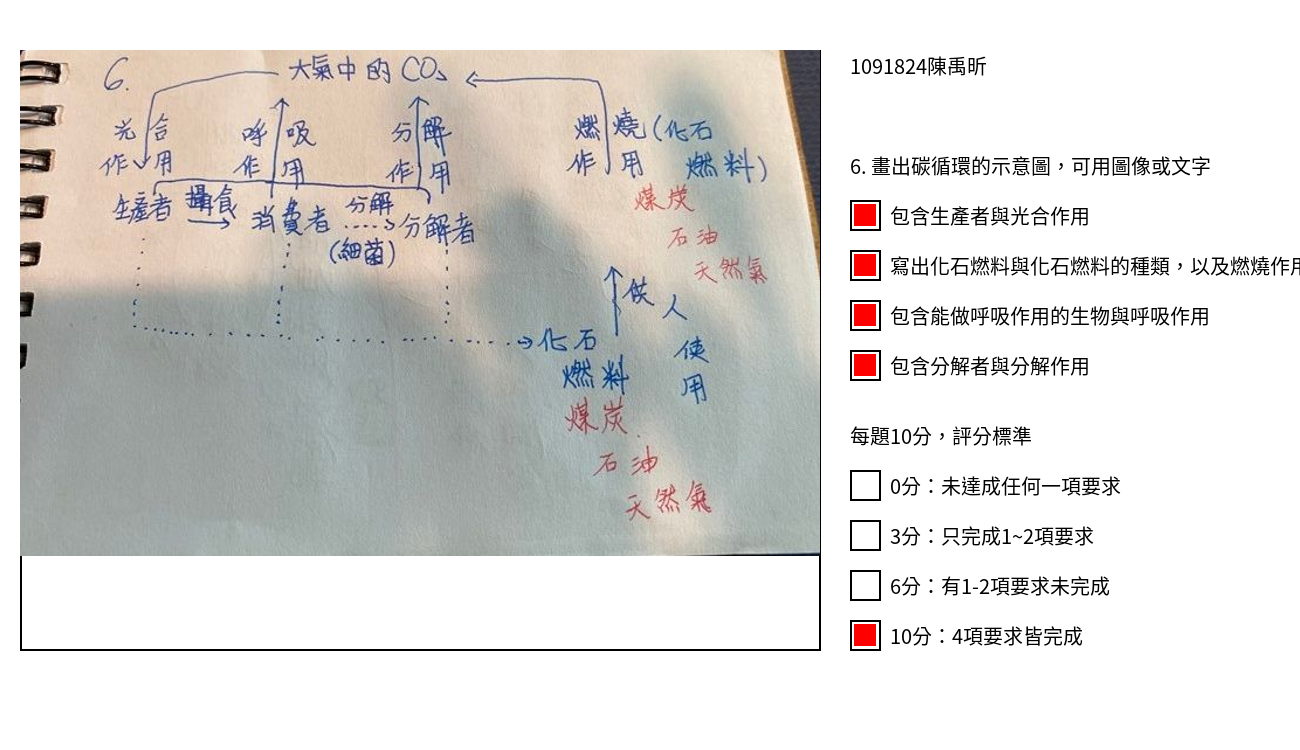 6.
大氣中的 CO₂
光合作用
呼吸作用
分解作用
燃燒作用(化石燃料)
煤炭
石油
天然氣
生產者 攝食 消費者 分解 (細菌) 分解者
供人使用
化石燃料
煤炭
石油
天然氣
1091824陳禹昕
6. 畫出碳循環的示意圖，可用圖像或文字
包含生產者與光合作用
寫出化石燃料與化石燃料的種類，以及燃燒作用
包含能做呼吸作用的生物與呼吸作用
包含分解者與分解作用
每題10分，評分標準
0分：未達成任何一項要求
3分：只完成1~2項要求
6分：有1-2項要求未完成
10分：4項要求皆完成